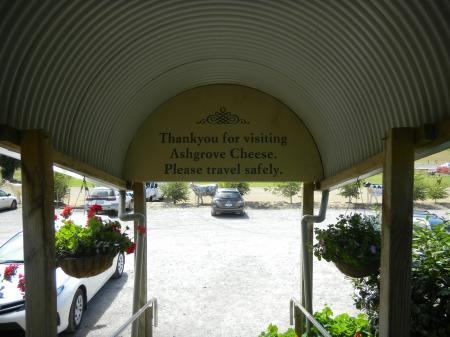 Thankyou for visiting
Ashgrove Cheese.
Please travel safely.